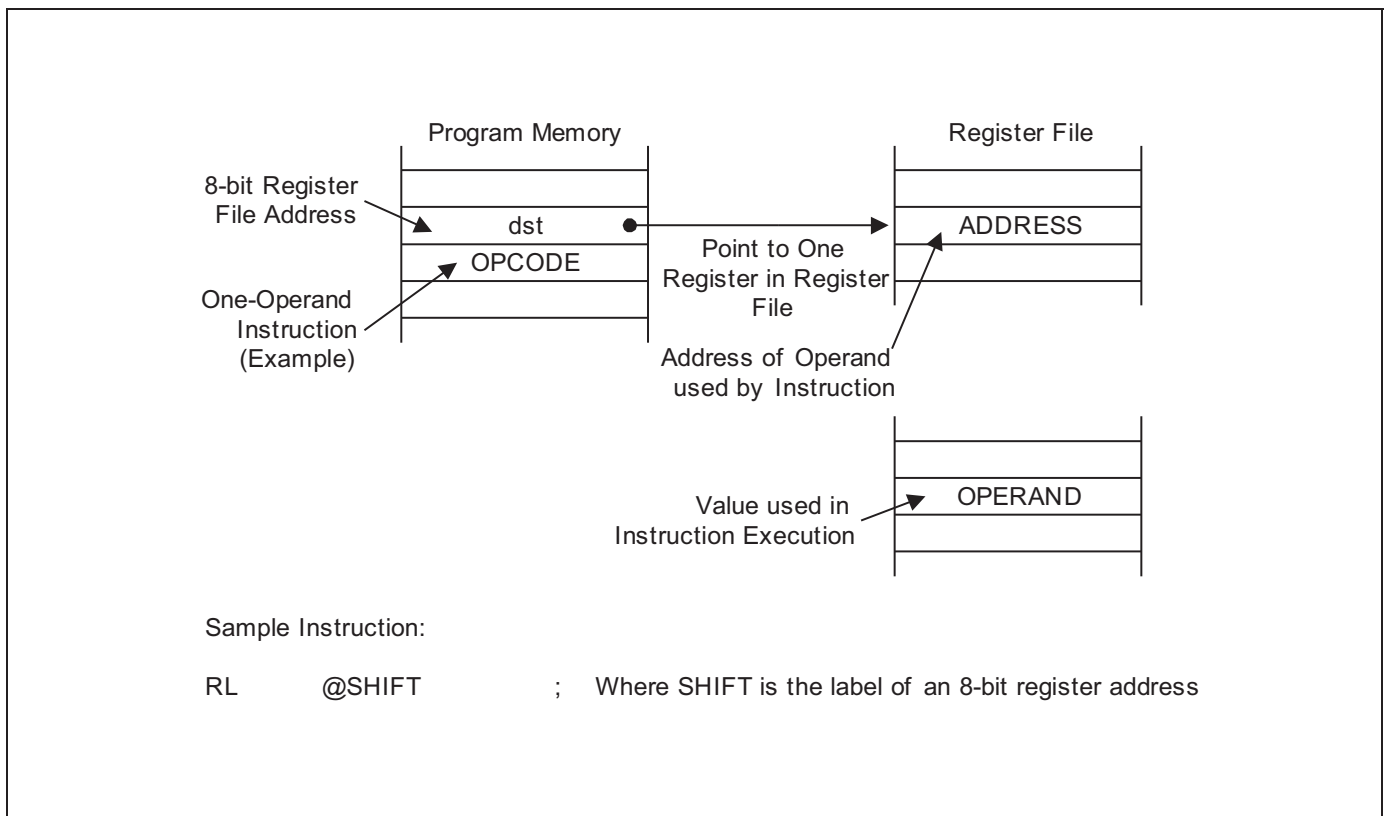 Program Memory
Register File
8-bit Register
File Address
dst
ADDRESS
OPCODE
Point to One
Register in Register
File
One-Operand
Instruction
(Example)
Address of Operand
used by Instruction
OPERAND
Value used in
Instruction Execution
Sample Instruction:
RL @SHIFT ; Where SHIFT is the label of an 8-bit register address